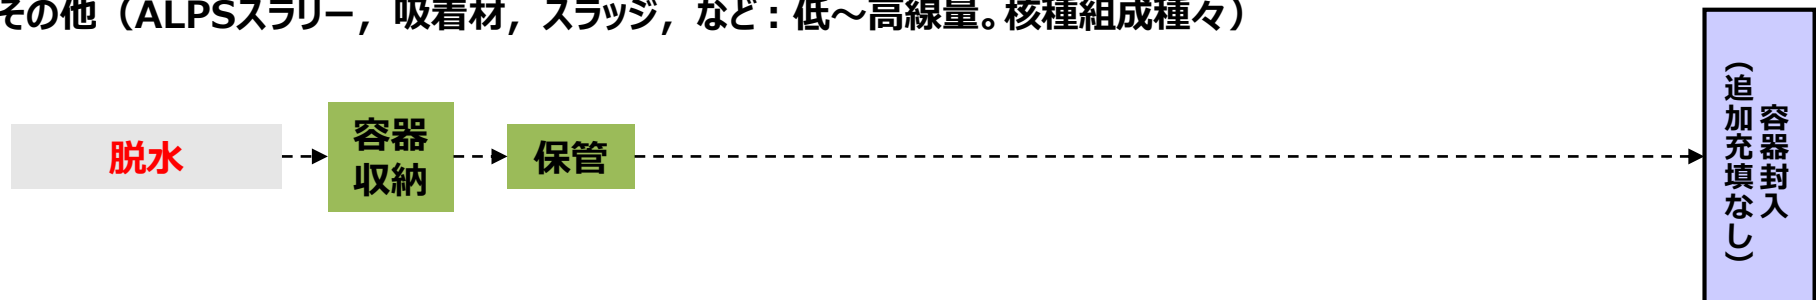 その他（ALPSスラリー，吸着材，スラッジ，など：低～高線量。核種組成種々）
脱水
容器
収納
保管
容器封入
（追加充填なし）